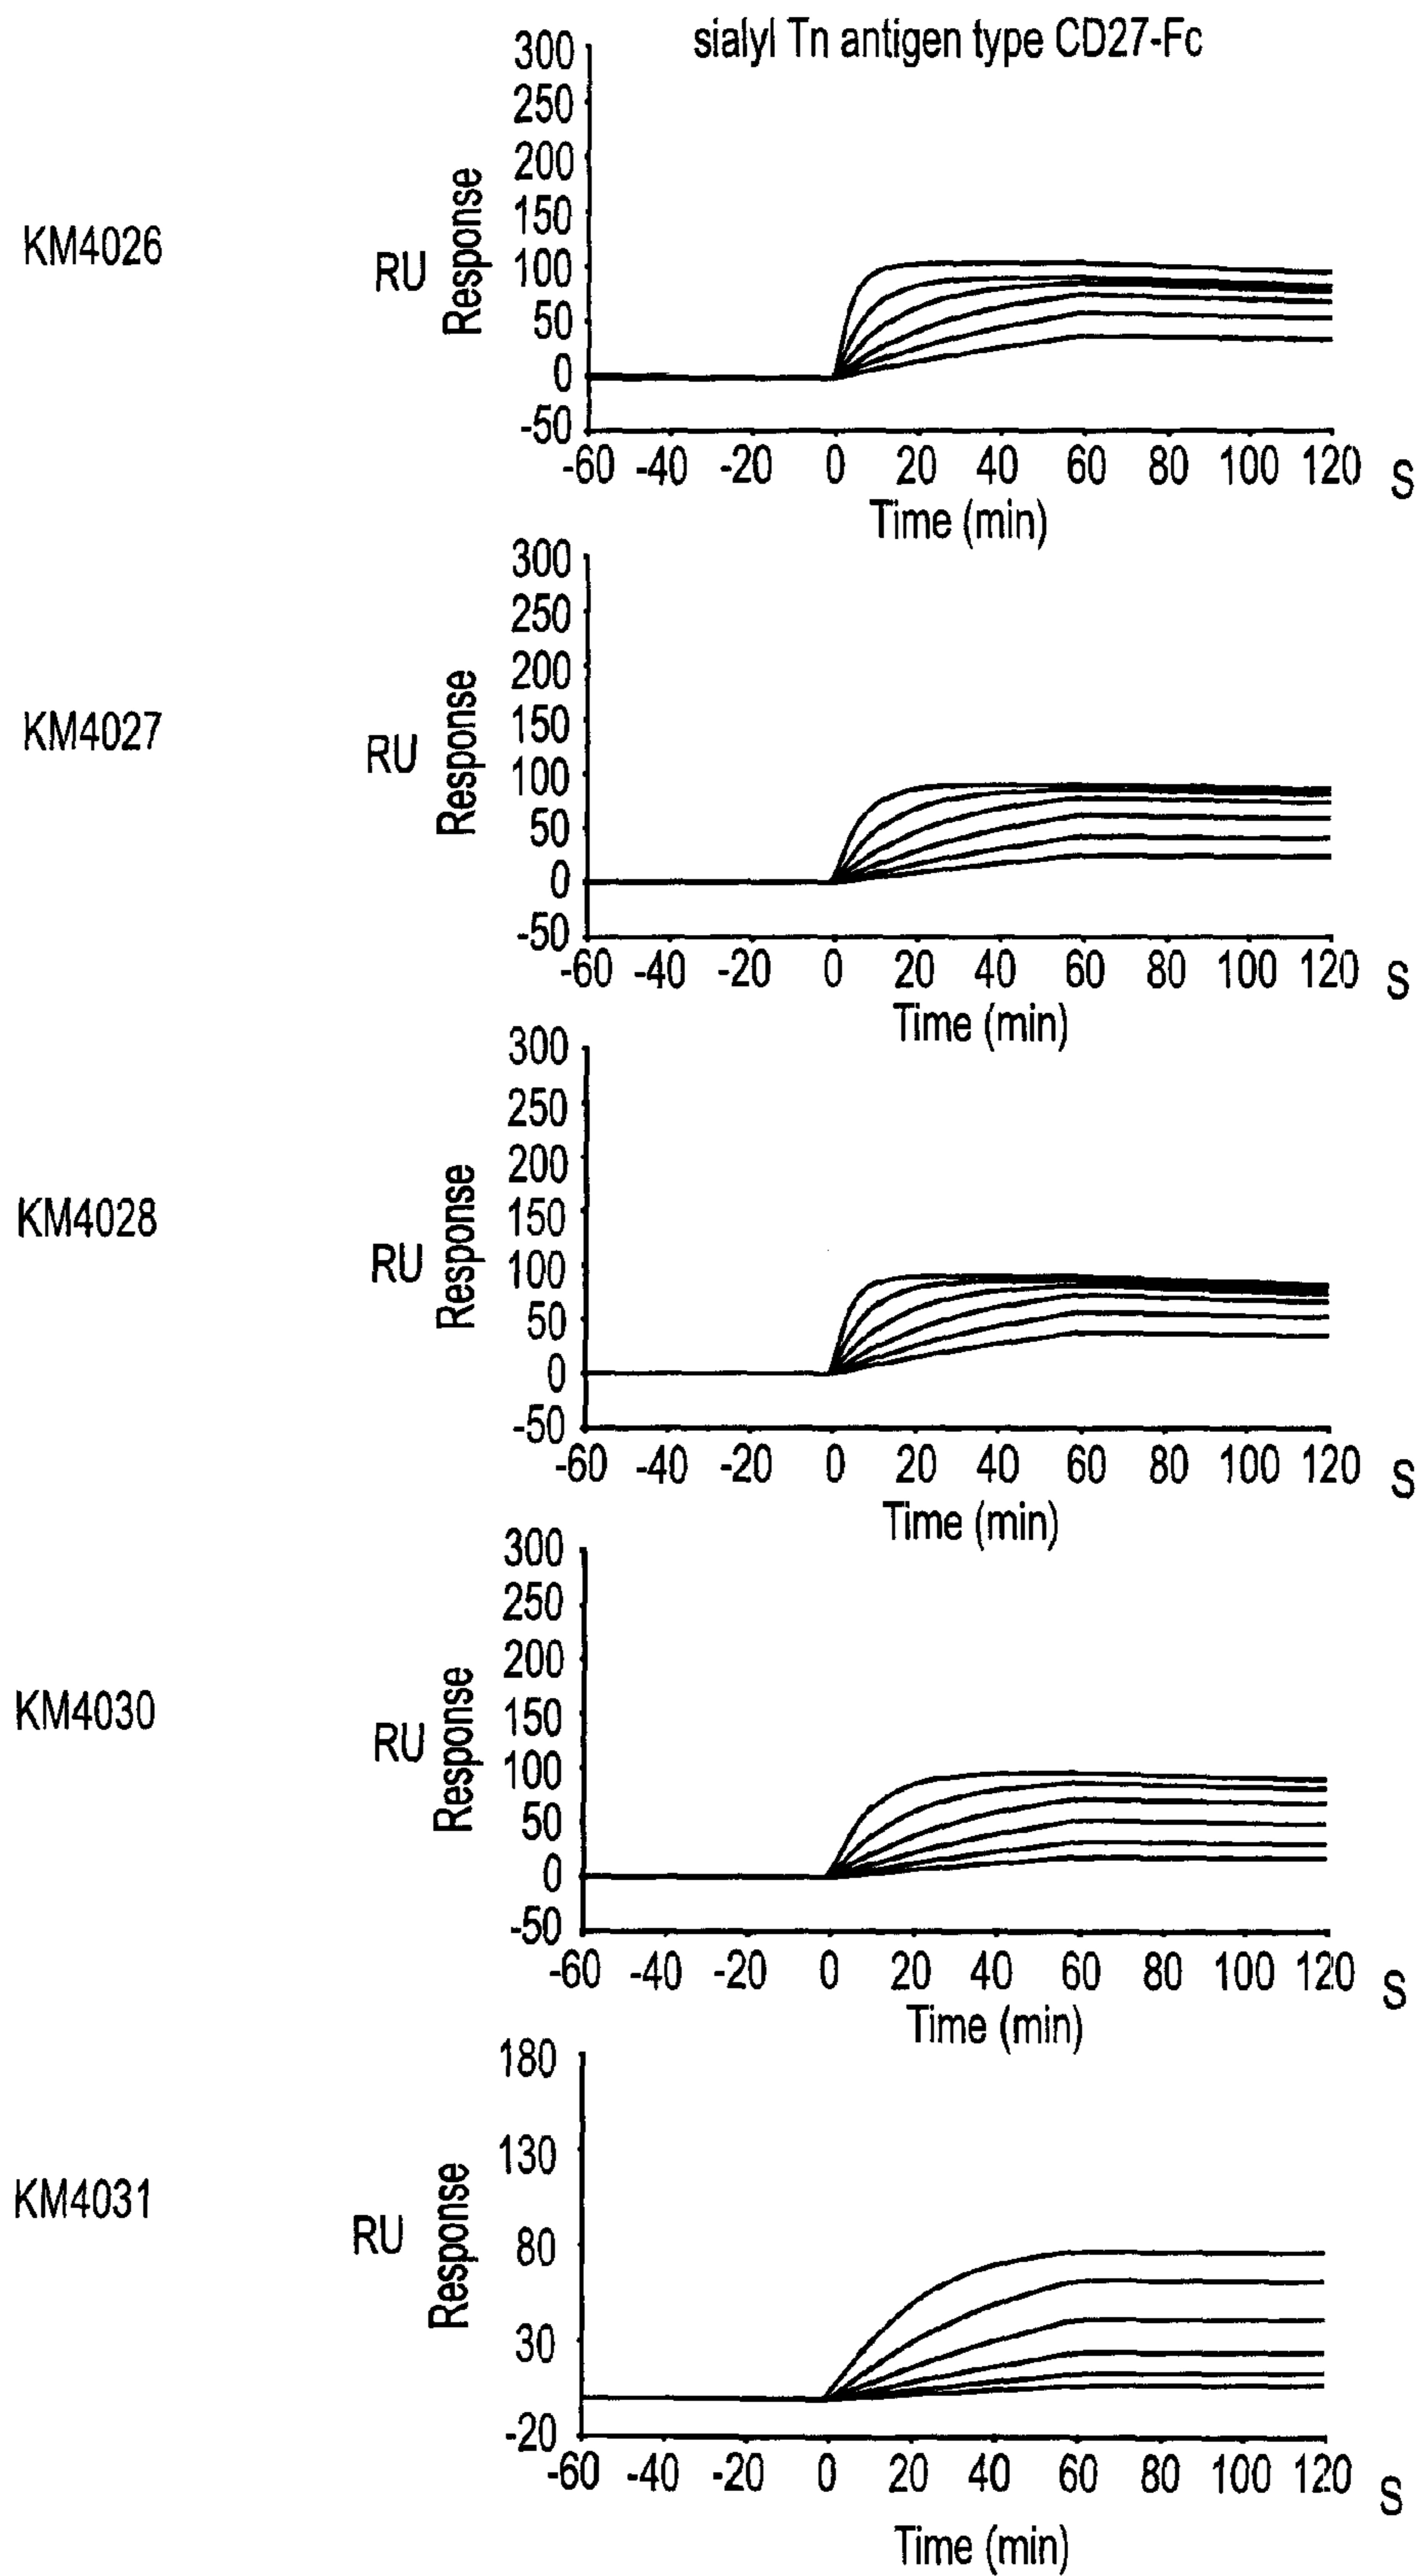 sialyl Tn antigen type CD27-Fc
KM4026
RU
Response
300
250
200
150
100
50
0
-50
-60 -40 -20 0 20 40 60 80 100 120 S
Time (min)
KM4027
RU
Response
300
250
200
150
100
50
0
-50
-60 -40 -20 0 20 40 60 80 100 120 S
Time (min)
KM4028
RU
Response
300
250
200
150
100
50
0
-50
-60 -40 -20 0 20 40 60 80 100 120 S
Time (min)
KM4030
RU
Response
300
250
200
150
100
50
0
-50
-60 -40 -20 0 20 40 60 80 100 120 S
Time (min)
KM4031
RU
Response
180
130
80
30
-20
-60 -40 -20 0 20 40 60 80 100 120 S
Time (min)